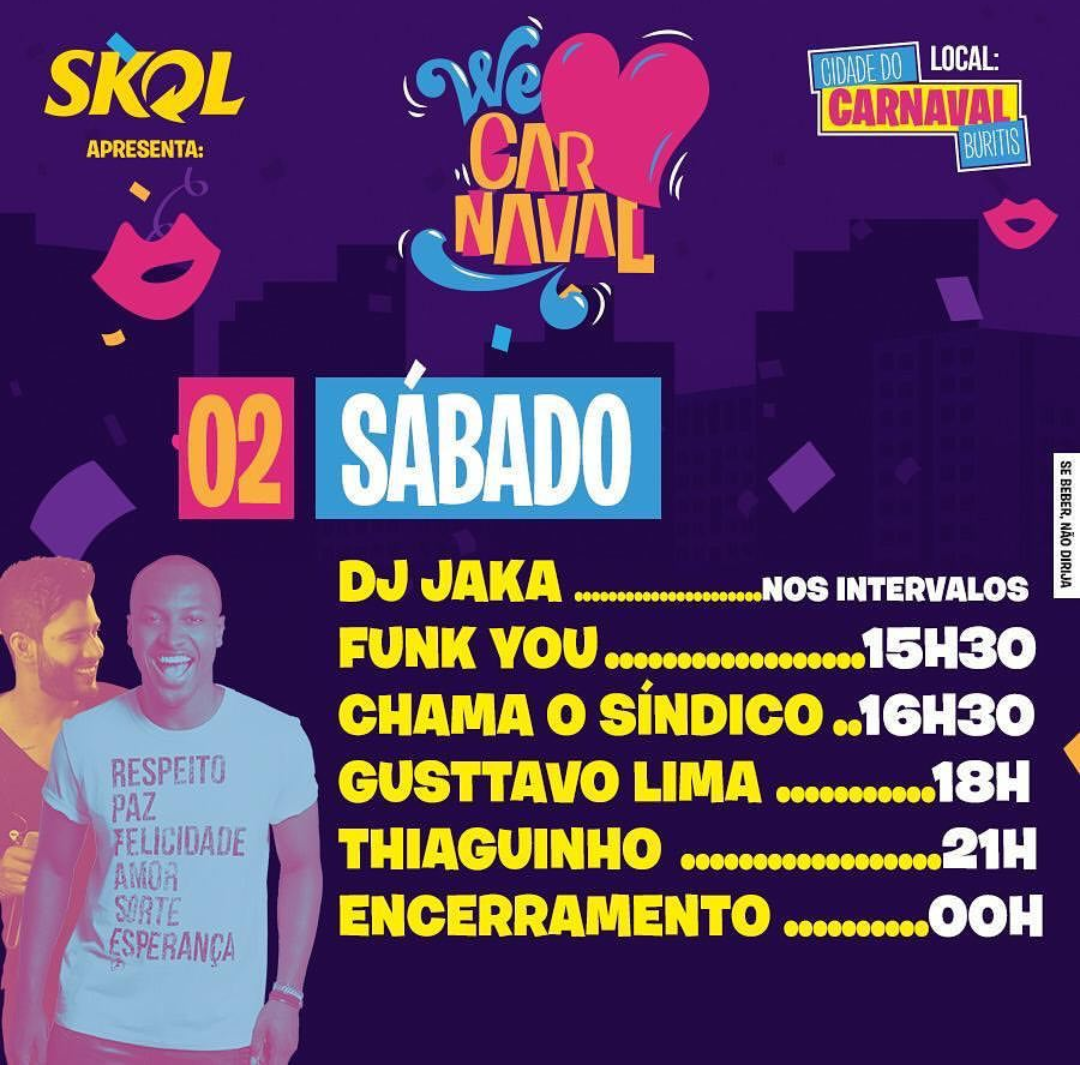 SKOL
APRESENTA:
We
CAR
NAVAL
LOCAL:
CIDADE DO
CARNAVAL
BURITIS
02 SÁBADO
SE BEBER, NÃO DIRIJA
DJ JAKA ......................NOS INTERVALOS
FUNK YOU..................15H30
CHAMA O SÍNDICO ..16H30
GUSTTAVO LIMA ...........18H
THIAGUINHO ..................21H
ENCERRAMENTO ..........00H
RESPEITO
PAZ
FELICIDADE
AMOR
SORTE
ESPERANÇA